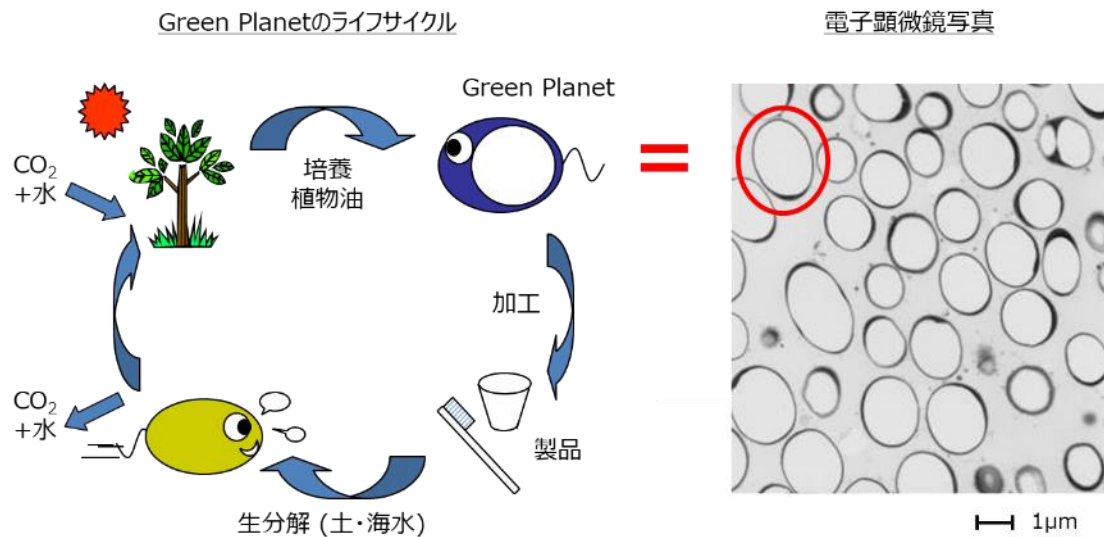 Green Planetのライフサイクル
電子顕微鏡写真
Green Planet
CO₂
+水
培養
植物油
加工
製品
CO₂
+水
生分解 (土・海水)
1μm